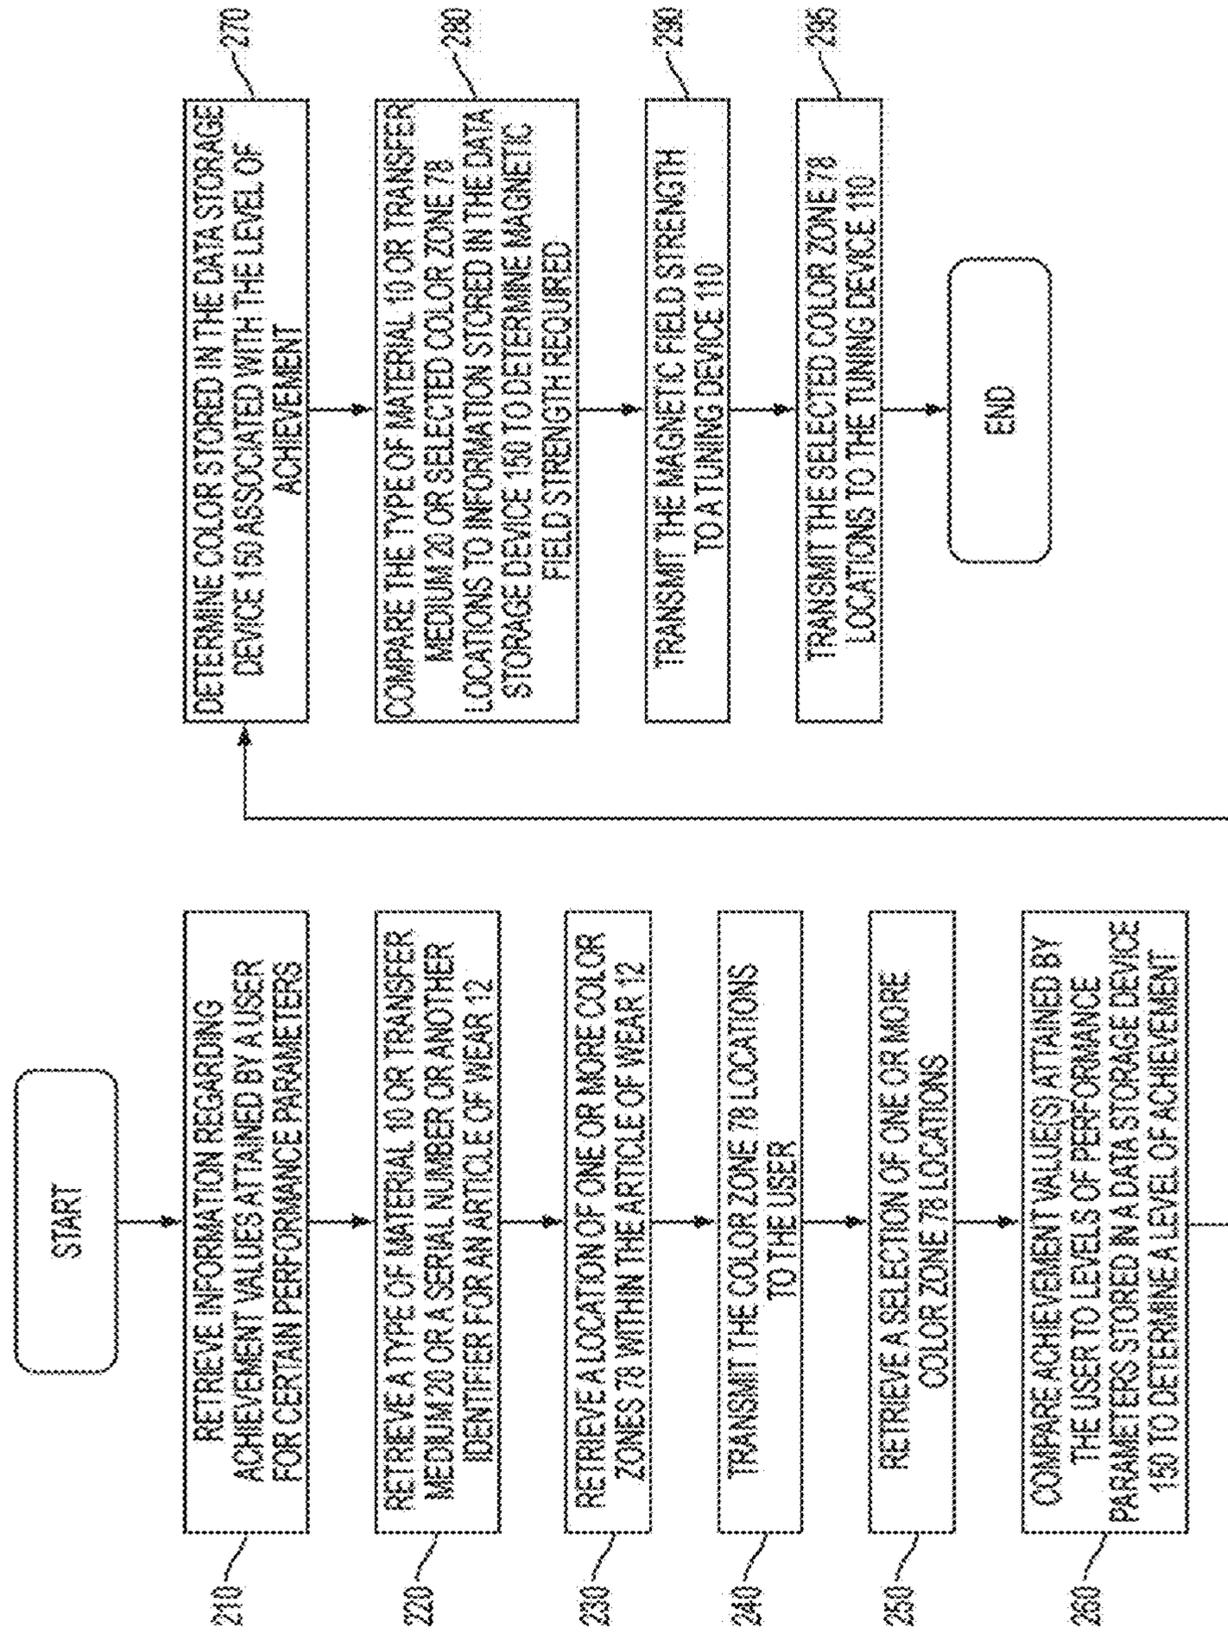 START
RETRIEVE INFORMATION REGARDING
ACHIEVEMENT VALUES ATTAINED BY A USER
FOR CERTAIN PERFORMANCE PARAMETERS
210
RETRIEVE A TYPE OF MATERIAL 10 OR TRANSFER
MEDIUM 20 OR A SERIAL NUMBER OR ANOTHER
IDENTIFIER FOR AN ARTICLE OF WEAR 12
220
RETRIEVE A LOCATION OF ONE OR MORE COLOR
ZONES 78 WITHIN THE ARTICLE OF WEAR 12
230
TRANSMIT THE COLOR ZONE 78 LOCATIONS
TO THE USER
240
RETRIEVE A SELECTION OF ONE OR MORE
COLOR ZONE 78 LOCATIONS
250
COMPARE ACHIEVEMENT VALUE(S) ATTAINED BY
THE USER TO LEVELS OF PERFORMANCE
PARAMETERS STORED IN A DATA STORAGE DEVICE
150 TO DETERMINE A LEVEL OF ACHIEVEMENT
260
DETERMINE COLOR STORED IN THE DATA STORAGE
DEVICE 150 ASSOCIATED WITH THE LEVEL OF
ACHIEVEMENT
270
COMPARE THE TYPE OF MATERIAL 10 OR TRANSFER
MEDIUM 20 OR SELECTED COLOR ZONE 78
LOCATIONS TO INFORMATION STORED IN THE DATA
STORAGE DEVICE 150 TO DETERMINE MAGNETIC
FIELD STRENGTH REQUIRED
280
TRANSMIT THE MAGNETIC FIELD STRENGTH
TO A TUNING DEVICE 110
290
TRANSMIT THE SELECTED COLOR ZONE 78
LOCATIONS TO THE TUNING DEVICE 110
295
END